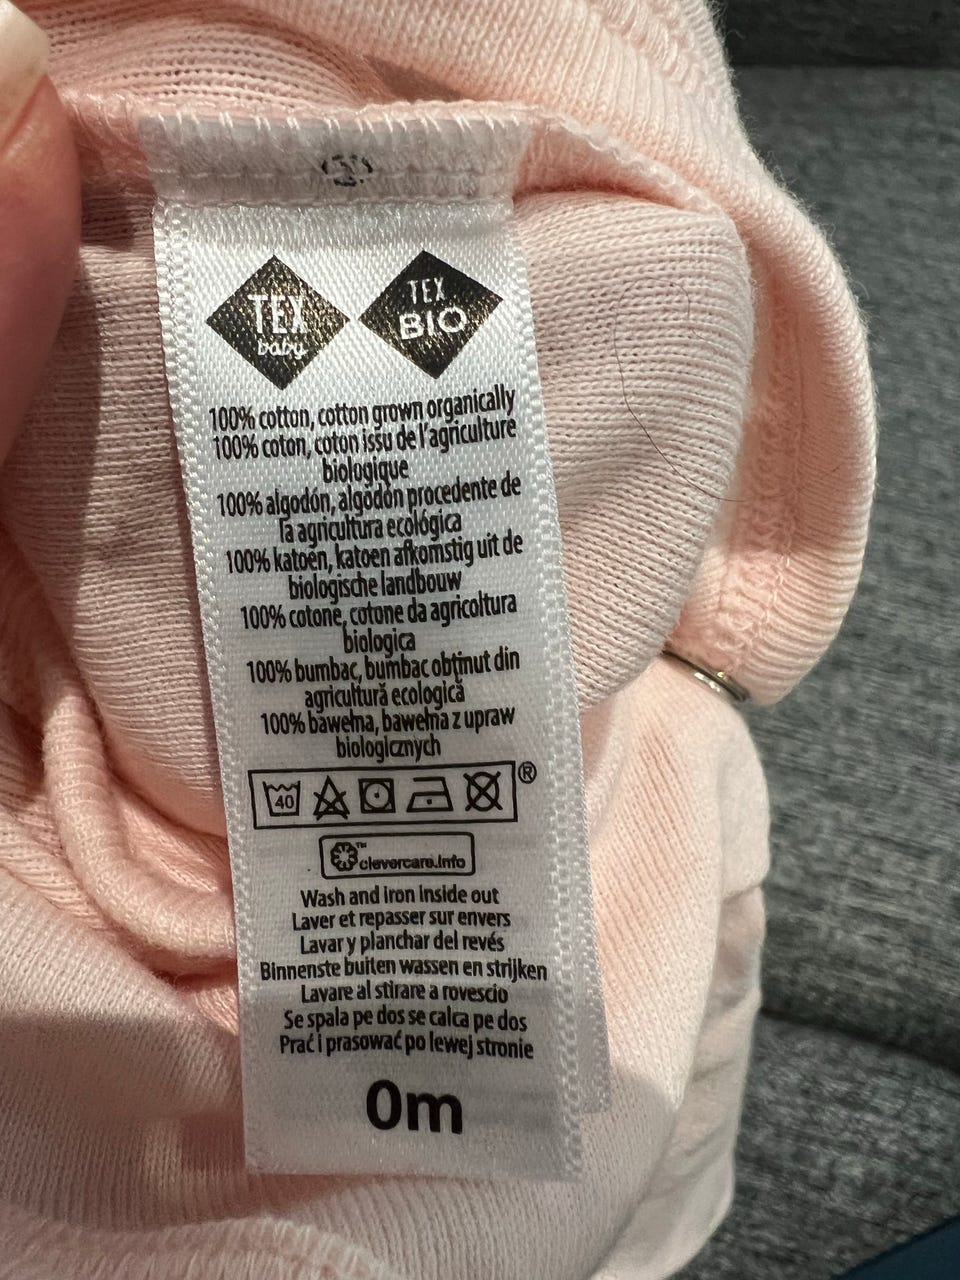 TEX
baby
TEX
BIO
100% cotton, cotton grown organically
100% coton, coton issu de l'agriculture
biologique
100% algodón, algodón procedente de
la agricultura ecológica
100% katoen, katoen afkomstig uit de
biologische landbouw
100% cotone, cotone da agricoltura
biologica
100% bumbac, bumbac obținut din
agricultură ecologică
100% bawełna, bawełna z upraw
biologicznych
40
®
™
clevercare.info
Wash and iron inside out
Laver et repasser sur envers
Lavar y planchar del revés
Binnenste buiten wassen en strijken
Lavare al stirare a rovescio
Se spala pe dos se calca pe dos
Prać i prasować po lewej stronie
0m